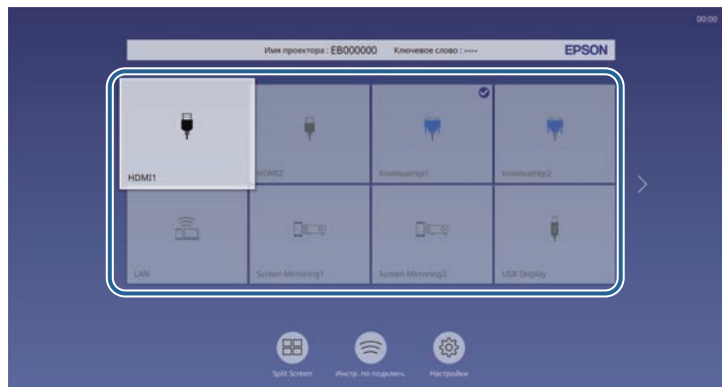 00:00
Имя проектора : EB000000 Ключевое слово : ---- EPSON
HDMI1 HDMI2 Компьютер1 Компьютер2
LAN Screen Mirroring1 Screen Mirroring2 USB Display
Split Screen Инстр. по подключ. Настройки